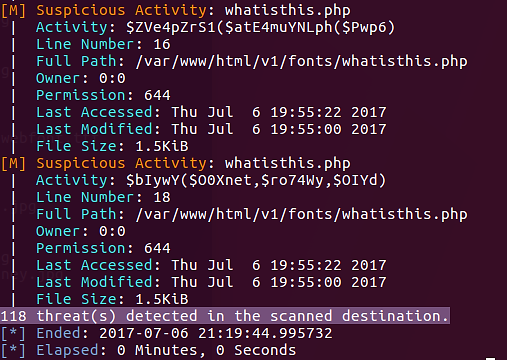 [M] Suspicious Activity: whatisthis.php
| Activity: $ZVe4pZrS1($atE4muYNLph($Pwp6)
| Line Number: 16
| Full Path: /var/www/html/v1/fonts/whatisthis.php
| Owner: 0:0
| Permission: 644
| Last Accessed: Thu Jul 6 19:55:22 2017
| Last Modified: Thu Jul 6 19:55:00 2017
| File Size: 1.5KiB
[M] Suspicious Activity: whatisthis.php
| Activity: $bIywY($O0Xnet,$ro74Wy,$OIYd)
| Line Number: 18
| Full Path: /var/www/html/v1/fonts/whatisthis.php
| Owner: 0:0
| Permission: 644
| Last Accessed: Thu Jul 6 19:55:22 2017
| Last Modified: Thu Jul 6 19:55:00 2017
| File Size: 1.5KiB
118 threat(s) detected in the scanned destination.
[*] Ended: 2017-07-06 21:19:44.995732
[*] Elapsed: 0 Minutes, 0 Seconds